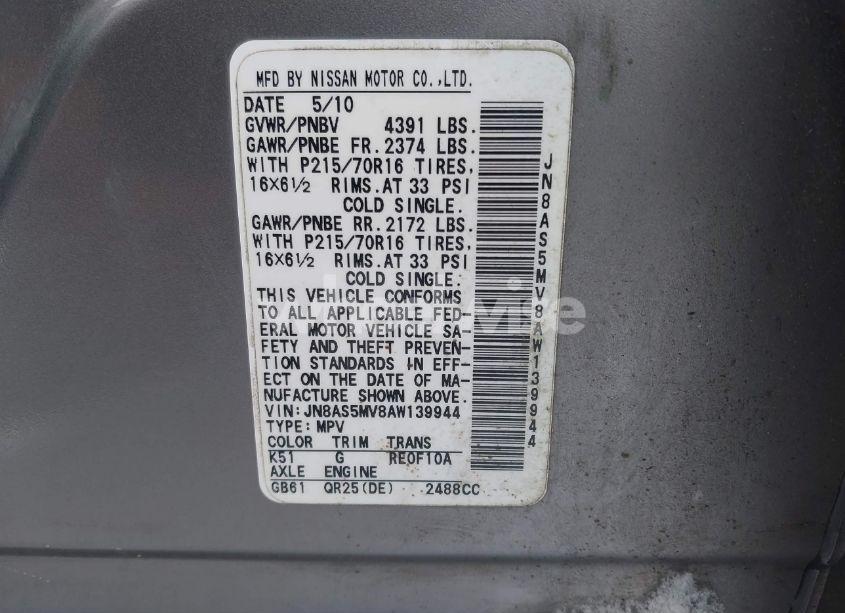 MFD BY NISSAN MOTOR CO.,LTD.
DATE 5/10
GVWR/PNBV 4391 LBS.
GAWR/PNBE FR. 2374 LBS.
WITH P215/70R16 TIRES,
16×6½ RIMS. AT 33 PSI
COLD SINGLE.
GAWR/PNBE RR. 2172 LBS.
WITH P215/70R16 TIRES,
16×6½ RIMS. AT 33 PSI
COLD SINGLE.
THIS VEHICLE CONFORMS
TO ALL APPLICABLE FED-
ERAL MOTOR VEHICLE SA-
FETY AND THEFT PREVEN-
TION STANDARDS IN EFF-
ECT ON THE DATE OF MA-
NUFACTURE SHOWN ABOVE.
VIN: JN8AS5MV8AW139944
TYPE: MPV
COLOR TRIM TRANS
K51 G RE0F10A
AXLE ENGINE
GB61 QR25(DE) 2488CC
JN8AS5MV8AW139944